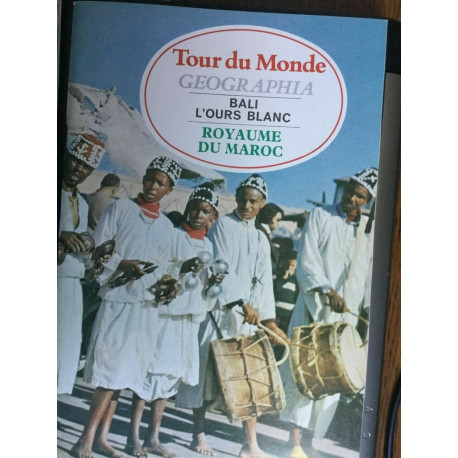 Tour du Monde
GEOGRAPHIA
BALI
L'OURS BLANC
ROYAUME
DU MAROC